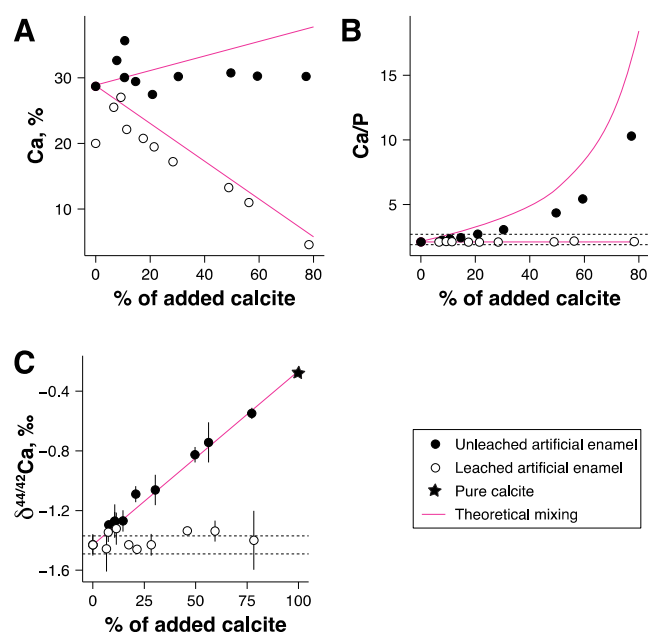 A
Ca, %
30
20
10
0 20 40 60 80
% of added calcite
B
Ca/P
15
10
5
0 20 40 60 80
% of added calcite
C
δ44/42Ca, ‰
−0.4
−0.8
−1.2
−1.6
0 25 50 75 100
% of added calcite
Unleached artificial enamel
Leached artificial enamel
Pure calcite
Theoretical mixing